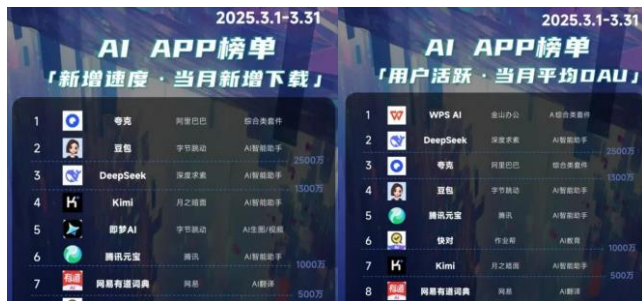 2025.3.1-3.31
AI APP榜单
「新增速度·当月新增下载」
1 夸克 阿里巴巴 综合类套件
2 豆包 字节跳动 AI智能助手
2500万
3 DeepSeek 深度求索 AI智能助手
1300万
4 Kimi 月之暗面 AI智能助手
5 即梦AI 字节跳动 AI生图/视频
6 腾讯元宝 腾讯 AI智能助手
1000万
7 有道 网易有道词典 网易 AI翻译
500万
2025.3.1-3.31
AI APP榜单
「用户活跃·当月平均DAU」
1 WPS AI 金山办公 AI综合类套件
2 DeepSeek 深度求索 AI智能助手
2500万
3 夸克 阿里巴巴 综合类套件
1300万
4 豆包 字节跳动 AI智能助手
5 腾讯元宝 腾讯 AI智能助手
6 快对 作业帮 AI教育
1000万
7 Kimi 月之暗面 AI智能助手
500万
8 有道 网易有道词典 网易 AI翻译